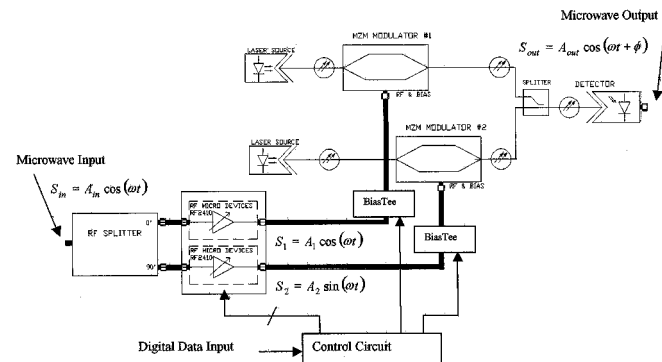 Microwave Output
S_out = A_out cos(ωt + ϕ)
MZM MODULATOR #1
LASER SOURCE
RF & BIAS
SPLITTER
DETECTOR
MZM MODULATOR #2
LASER SOURCE
RF & BIAS
Microwave Input
S_in = A_in cos(ωt)
BiasTee
BiasTee
RF SPLITTER
0'
90'
RF MICRO DEVICES
RF2410
RF MICRO DEVICES
RF2410
S_1 = A_1 cos(ωt)
S_2 = A_2 sin(ωt)
Digital Data Input
Control Circuit